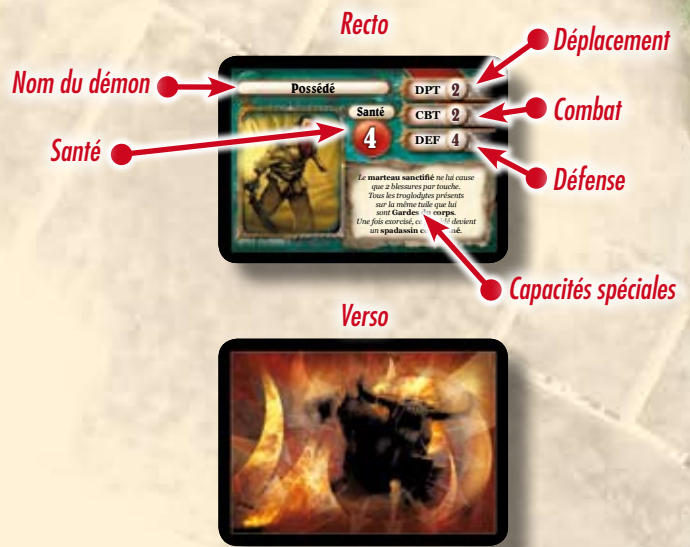 Recto
Déplacement
Nom du démon
Possédé
DPT 2
Santé
4
CBT 2
Combat
Santé
DEF 4
Défense
Le marteau sanctifié ne lui cause
que 2 blessures par touche.
Tous les troglodytes présents
sur la même tuile que lui
sont Gardes du corps.
Une fois exorcisé, devient
un spadassin
Capacités spéciales
Verso